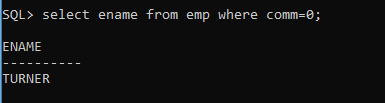 SQL> select ename from emp where comm=0;
ENAME
----------
TURNER